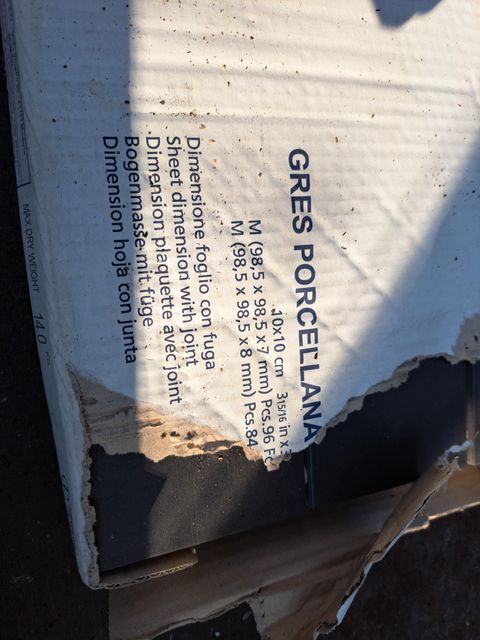 GRES PORCELLANA
10x10 cm 3 15/16 in x 3
M (98,5 x 98,5 x 7 mm) Pcs.96
M (98,5 x 98,5 x 8 mm) Pcs.84
Dimensione foglio con fuga
Sheet dimension with joint
Dimension plaquette avec joint
Bogenmasse mit fuge
Dimension hoja con junta
MAX DRY WEIGHT 14.0